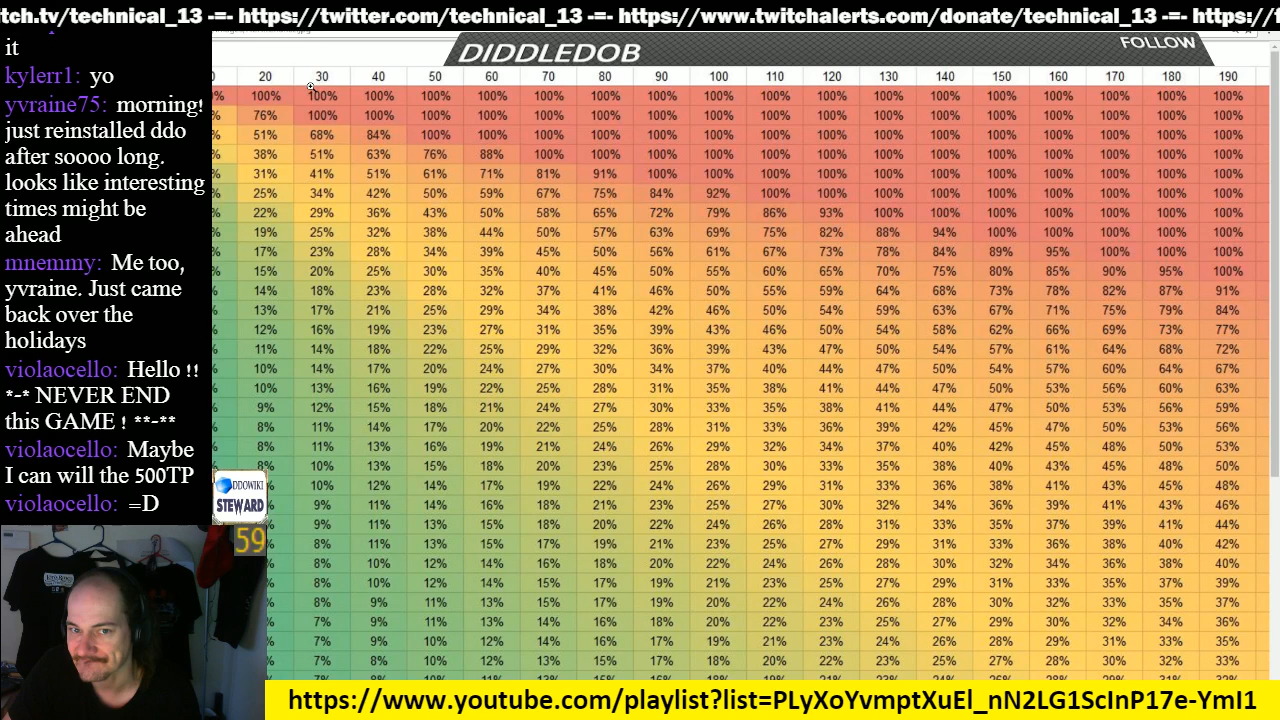 tch.tv/technical_13 -=- https://twitter.com/technical_13 -=- https://www.twitchalerts.com/donate/technical_13 -=- https://
DIDDLEDOB
FOLLOW
it
kylerr1: yo
yvraine75: morning!
just reinstalled ddo
after soooo long.
looks like interesting
times might be
ahead
mnemmy: Me too,
yvraine. Just came
back over the
holidays
violaocello: Hello !!
*-* NEVER END
this GAME ! **-**
violaocello: Maybe
I can will the 500TP
violaocello: =D
DDOWIKI
STEWARD
59
20 30 40 50 60 70 80 90 100 110 120 130 140 150 160 170 180 190
100% 100% 100% 100% 100% 100% 100% 100% 100% 100% 100% 100% 100% 100% 100% 100% 100% 100%
76% 100% 100% 100% 100% 100% 100% 100% 100% 100% 100% 100% 100% 100% 100% 100% 100% 100%
51% 68% 84% 100% 100% 100% 100% 100% 100% 100% 100% 100% 100% 100% 100% 100% 100% 100%
38% 51% 63% 76% 88% 100% 100% 100% 100% 100% 100% 100% 100% 100% 100% 100% 100% 100%
31% 41% 51% 61% 71% 81% 91% 100% 100% 100% 100% 100% 100% 100% 100% 100% 100% 100%
25% 34% 42% 50% 59% 67% 75% 84% 92% 100% 100% 100% 100% 100% 100% 100% 100% 100%
22% 29% 36% 43% 50% 58% 65% 72% 79% 86% 93% 100% 100% 100% 100% 100% 100% 100%
19% 25% 32% 38% 44% 50% 57% 63% 69% 75% 82% 88% 94% 100% 100% 100% 100% 100%
17% 23% 28% 34% 39% 45% 50% 56% 61% 67% 73% 78% 84% 89% 95% 100% 100% 100%
15% 20% 25% 30% 35% 40% 45% 50% 55% 60% 65% 70% 75% 80% 85% 90% 95% 100%
14% 18% 23% 28% 32% 37% 41% 46% 50% 55% 59% 64% 68% 73% 78% 82% 87% 91%
13% 17% 21% 25% 29% 34% 38% 42% 46% 50% 54% 59% 63% 67% 71% 75% 79% 84%
12% 16% 19% 23% 27% 31% 35% 39% 43% 46% 50% 54% 58% 62% 66% 69% 73% 77%
11% 14% 18% 22% 25% 29% 32% 36% 39% 43% 47% 50% 54% 57% 61% 64% 68% 72%
10% 14% 17% 20% 24% 27% 30% 34% 37% 40% 44% 47% 50% 54% 57% 60% 64% 67%
10% 13% 16% 19% 22% 25% 28% 31% 35% 38% 41% 44% 47% 50% 53% 56% 60% 63%
9% 12% 15% 18% 21% 24% 27% 30% 33% 35% 38% 41% 44% 47% 50% 53% 56% 59%
8% 11% 14% 17% 20% 22% 25% 28% 31% 33% 36% 39% 42% 45% 47% 50% 53% 56%
8% 11% 13% 16% 19% 21% 24% 26% 29% 32% 34% 37% 40% 42% 45% 48% 50% 53%
8% 10% 13% 15% 18% 20% 23% 25% 28% 30% 33% 35% 38% 40% 43% 45% 48% 50%
10% 12% 14% 17% 19% 22% 24% 26% 29% 31% 33% 36% 38% 41% 43% 45% 48%
9% 11% 14% 16% 18% 21% 23% 25% 27% 30% 32% 34% 36% 39% 41% 43% 46%
9% 11% 13% 15% 18% 20% 22% 24% 26% 28% 31% 33% 35% 37% 39% 41% 44%
8% 11% 13% 15% 17% 19% 21% 23% 25% 27% 29% 31% 33% 36% 38% 40% 42%
8% 10% 12% 14% 16% 18% 20% 22% 24% 26% 28% 30% 32% 34% 36% 38% 40%
8% 10% 12% 14% 15% 17% 19% 21% 23% 25% 27% 29% 31% 33% 35% 37% 39%
8% 9% 11% 13% 15% 17% 19% 20% 22% 24% 26% 28% 30% 32% 33% 35% 37%
7% 9% 11% 13% 14% 16% 18% 20% 22% 23% 25% 27% 29% 30% 32% 34% 36%
7% 9% 10% 12% 14% 16% 17% 19% 21% 23% 24% 26% 28% 29% 31% 33% 35%
7% 8% 10% 12% 13% 15% 17% 18% 20% 22% 23% 25% 27% 28% 30% 32% 33%
https://www.youtube.com/playlist?list=PLyXoYvmptXuEl_nN2LG1ScInP17e-YmI1